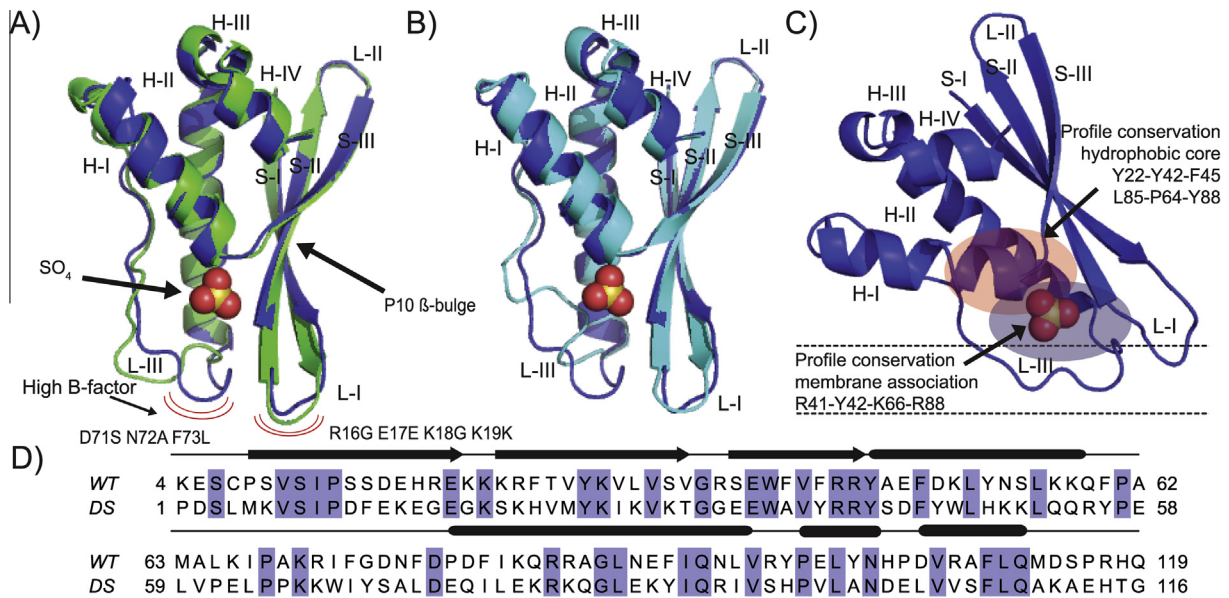 A)
H-III
L-II
H-II
H-IV
H-I
S-III
S-II
S-I
SO4
P10 ß-bulge
L-III
High B-factor
L-I
D71S N72A F73L
R16G E17E K18G K19K
B)
H-III
L-II
H-II
H-IV
H-I
S-III
S-II
S-I
L-III
L-I
C)
L-II
S-I
S-II
S-III
H-III
H-IV
Profile conservation
hydrophobic core
Y22-Y42-F45
L85-P64-Y88
H-II
H-I
L-I
L-III
Profile conservation
membrane association
R41-Y42-K66-R88
D)
WT 4 KESCPSVSIPSSDEHREKKKRFTVYKVLVSVGRSEWFVFRRYAEFDKLYNSLKKQFPA 62
DS 1 PDSLMKVSIPDFEKEGEGKSKHVMYKIKVKTGGEEWAVYRRYSDFYWLHKKLQQRYPE 58
WT 63 MALKIPAKRIFGDNFDPDFIKQRRAGLNEFIQNLVRYPELYNHPDVRAFLQMDSPRHQ 119
DS 59 LVPELPPKKWIYSALDEQILEKRKQGLEKYIQRIVSHPVLANDELVVSFLQAKAEHTG 116